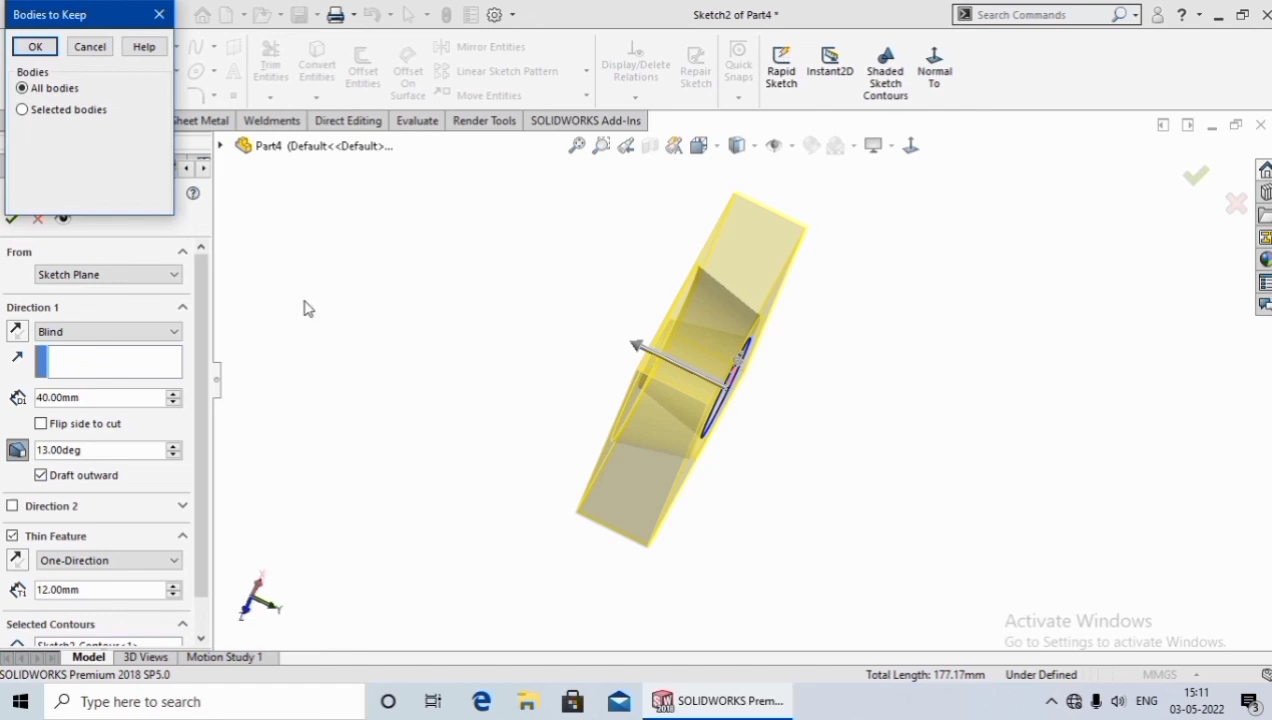 Bodies to Keep
Sketch2 of Part4 *
Search Commands
OK
Cancel
Help
Bodies
All bodies
Selected bodies
Trim Entities
Convert Entities
Offset Entities
Offset On Surface
Mirror Entities
Linear Sketch Pattern
Move Entities
Display/Delete Relations
Repair Sketch
Quick Snaps
Rapid Sketch
Instant2D
Shaded Sketch Contours
Normal To
Sheet Metal
Weldments
Direct Editing
Evaluate
Render Tools
SOLIDWORKS Add-Ins
Part4 (Default<<Default>...
From
Sketch Plane
Direction 1
Blind
40.00mm
Flip side to cut
13.00deg
Draft outward
Direction 2
Thin Feature
One-Direction
12.00mm
Selected Contours
Sketch2-Contour<1>
X
Y
Z
Activate Windows
Go to Settings to activate Windows.
Model
3D Views
Motion Study 1
SOLIDWORKS Premium 2018 SP5.0
Total Length: 177.17mm
Under Defined
MMGS
Type here to search
SOLIDWORKS Prem...
ENG
15:11
03-05-2022
3